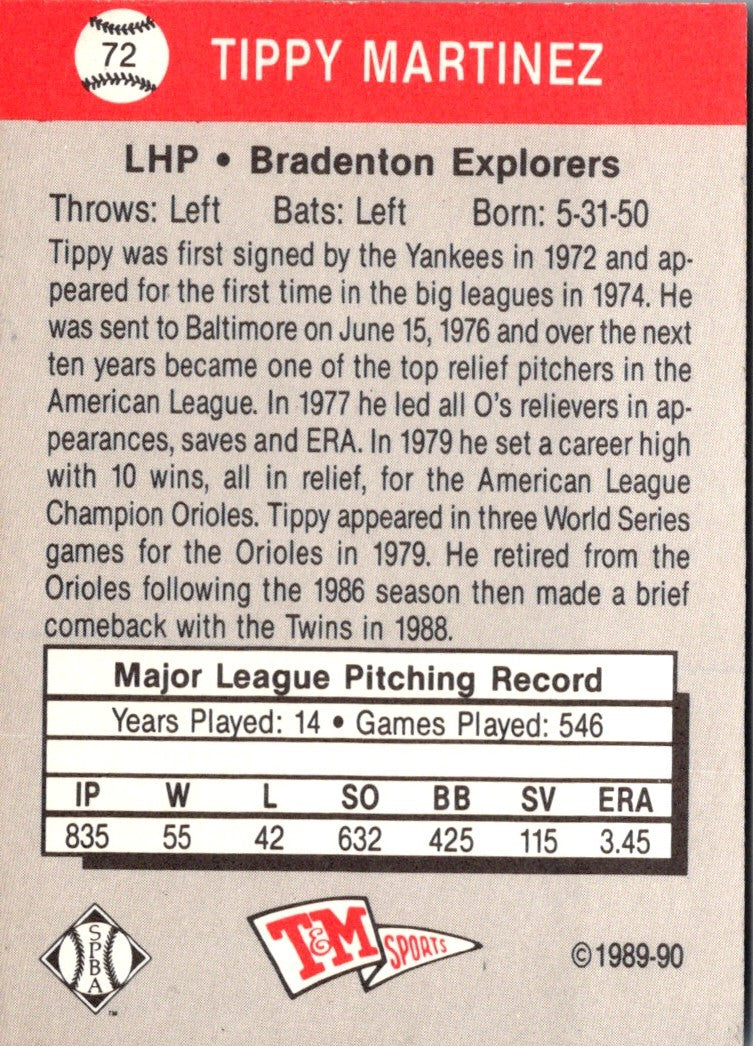 72 TIPPY MARTINEZ
LHP • Bradenton Explorers
Throws: Left Bats: Left Born: 5-31-50
Tippy was first signed by the Yankees in 1972 and ap-
peared for the first time in the big leagues in 1974. He
was sent to Baltimore on June 15, 1976 and over the next
ten years became one of the top relief pitchers in the
American League. In 1977 he led all O's relievers in ap-
pearances, saves and ERA. In 1979 he set a career high
with 10 wins, all in relief, for the American League
Champion Orioles. Tippy appeared in three World Series
games for the Orioles in 1979. He retired from the
Orioles following the 1986 season then made a brief
comeback with the Twins in 1988.
Major League Pitching Record
Years Played: 14 • Games Played: 546
IP W L SO BB SV ERA
835 55 42 632 425 115 3.45
SPBA ™
T&M SPORTS
©1989-90